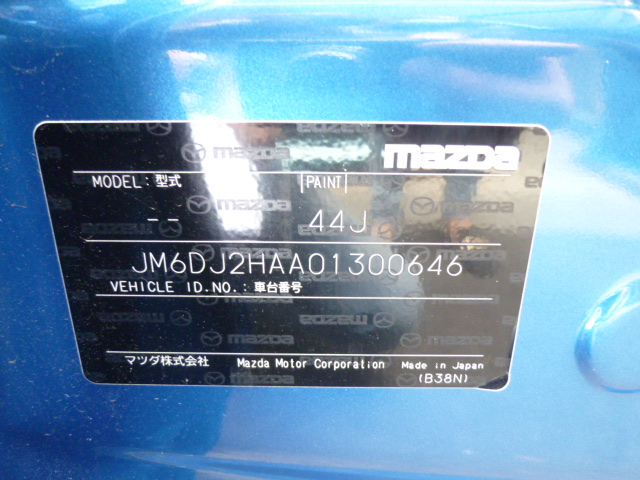 mazda
MODEL: 型式 PAINT
-- 44J
JM6DJ2HAA01300646
VEHICLE ID.NO.: 車台番号
マツダ株式会社 Mazda Motor Corporation Made in Japan
(B38N)